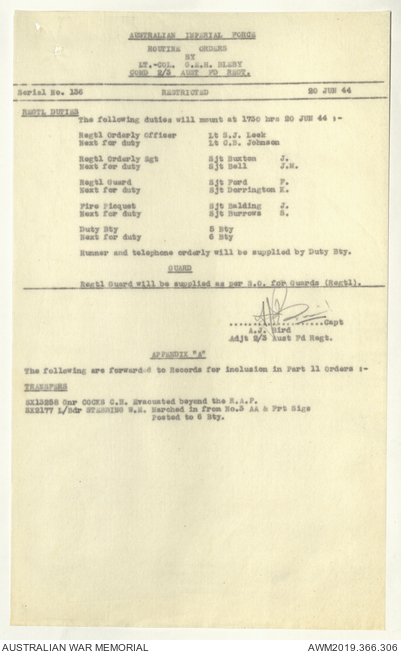 AUSTRALIAN IMPERIAL FORCE
ROUTINE ORDERS
BY
LT.-COL. O.E.H. BLEBY
COMD 2/3 AUST FD REGT.
Serial No. 156 RESTRICTED 20 JUN 44
REGTL DUTIES
The following duties will mount at 1730 hrs 20 JUN 44 :-
Regtl Orderly Officer Lt S.J. Leek
Next for duty Lt C.D. Johnson
Regtl Orderly Sgt Sjt Buxton J.
Next for duty Sjt Bell J.M.
Regtl Guard Sjt Ford F.
Next for duty Sjt Derrington K.
Fire Picquet Sjt Balding J.
Next for duty Sjt Burrows S.
Duty Bty 5 Bty
Next for duty 6 Bty
Runner and telephone orderly will be supplied by Duty Bty.
GUARD
Regtl Guard will be supplied as per S.O. for Guards (Regtl).
....................Capt
A.J. Bird
Adjt 2/3 Aust Fd Regt.
APPENDIX "A"
The following are forwarded to Records for inclusion in Part 11 Orders :-
TRANSFERS
SX13258 Gnr COCKS C.H. Evacuated beyond the R.A.P.
SX2177 L/Bdr STEBBING W.H. Marched in from No.3 AA & Prt Sigs
Posted to 6 Bty.
AUSTRALIAN WAR MEMORIAL AWM2019.366.306